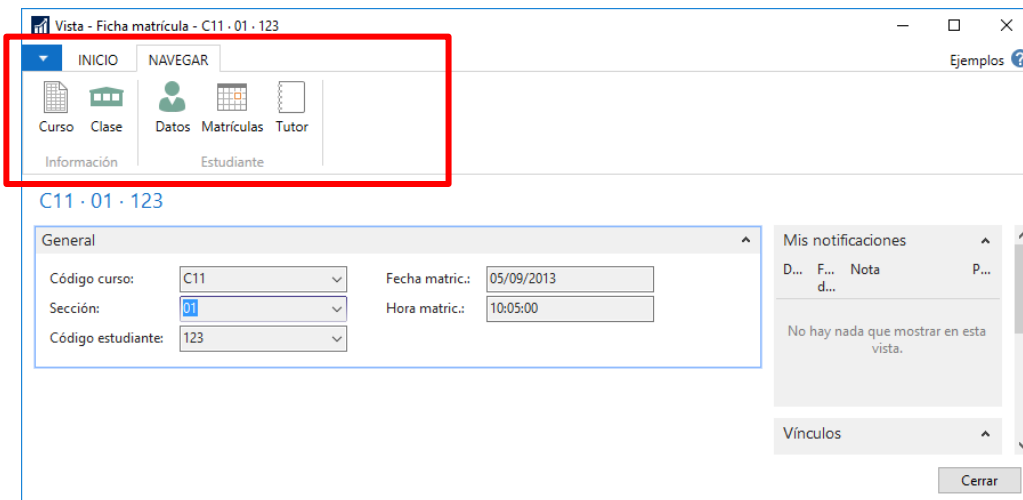 Vista - Ficha matrícula - C11 · 01 · 123
INICIO NAVEGAR Ejemplos ?
Curso Clase Datos Matrículas Tutor
Información Estudiante
C11 · 01 · 123
General
Código curso: C11 Fecha matric.: 05/09/2013
Sección: 01 Hora matric.: 10:05:00
Código estudiante: 123
Mis notificaciones
D... F... Nota P...
d...
No hay nada que mostrar en esta
vista.
Vínculos
Cerrar